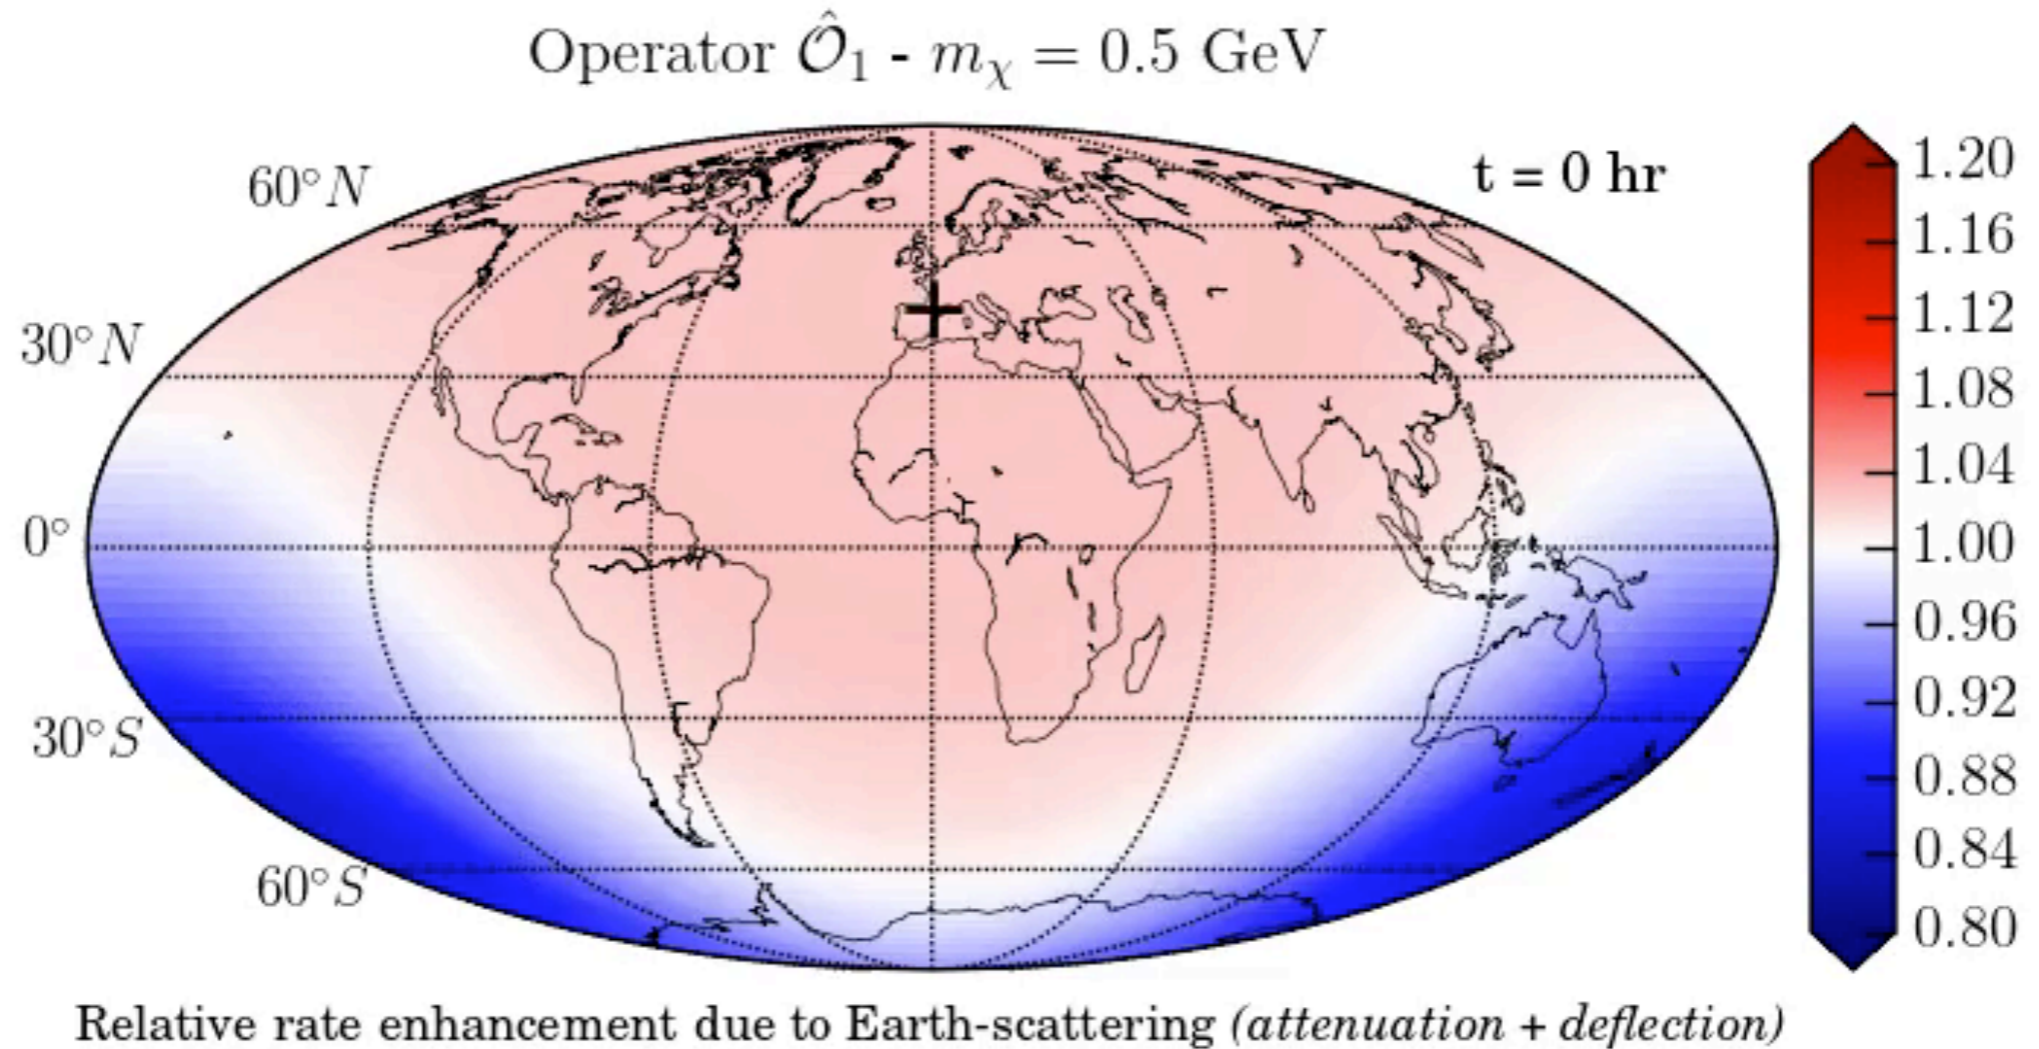 Operator 𝒪̂₁ - m_χ = 0.5 GeV
t = 0 hr
60°N
30°N
0°
30°S
60°S
1.20
1.16
1.12
1.08
1.04
1.00
0.96
0.92
0.88
0.84
0.80
Relative rate enhancement due to Earth-scattering (attenuation + deflection)